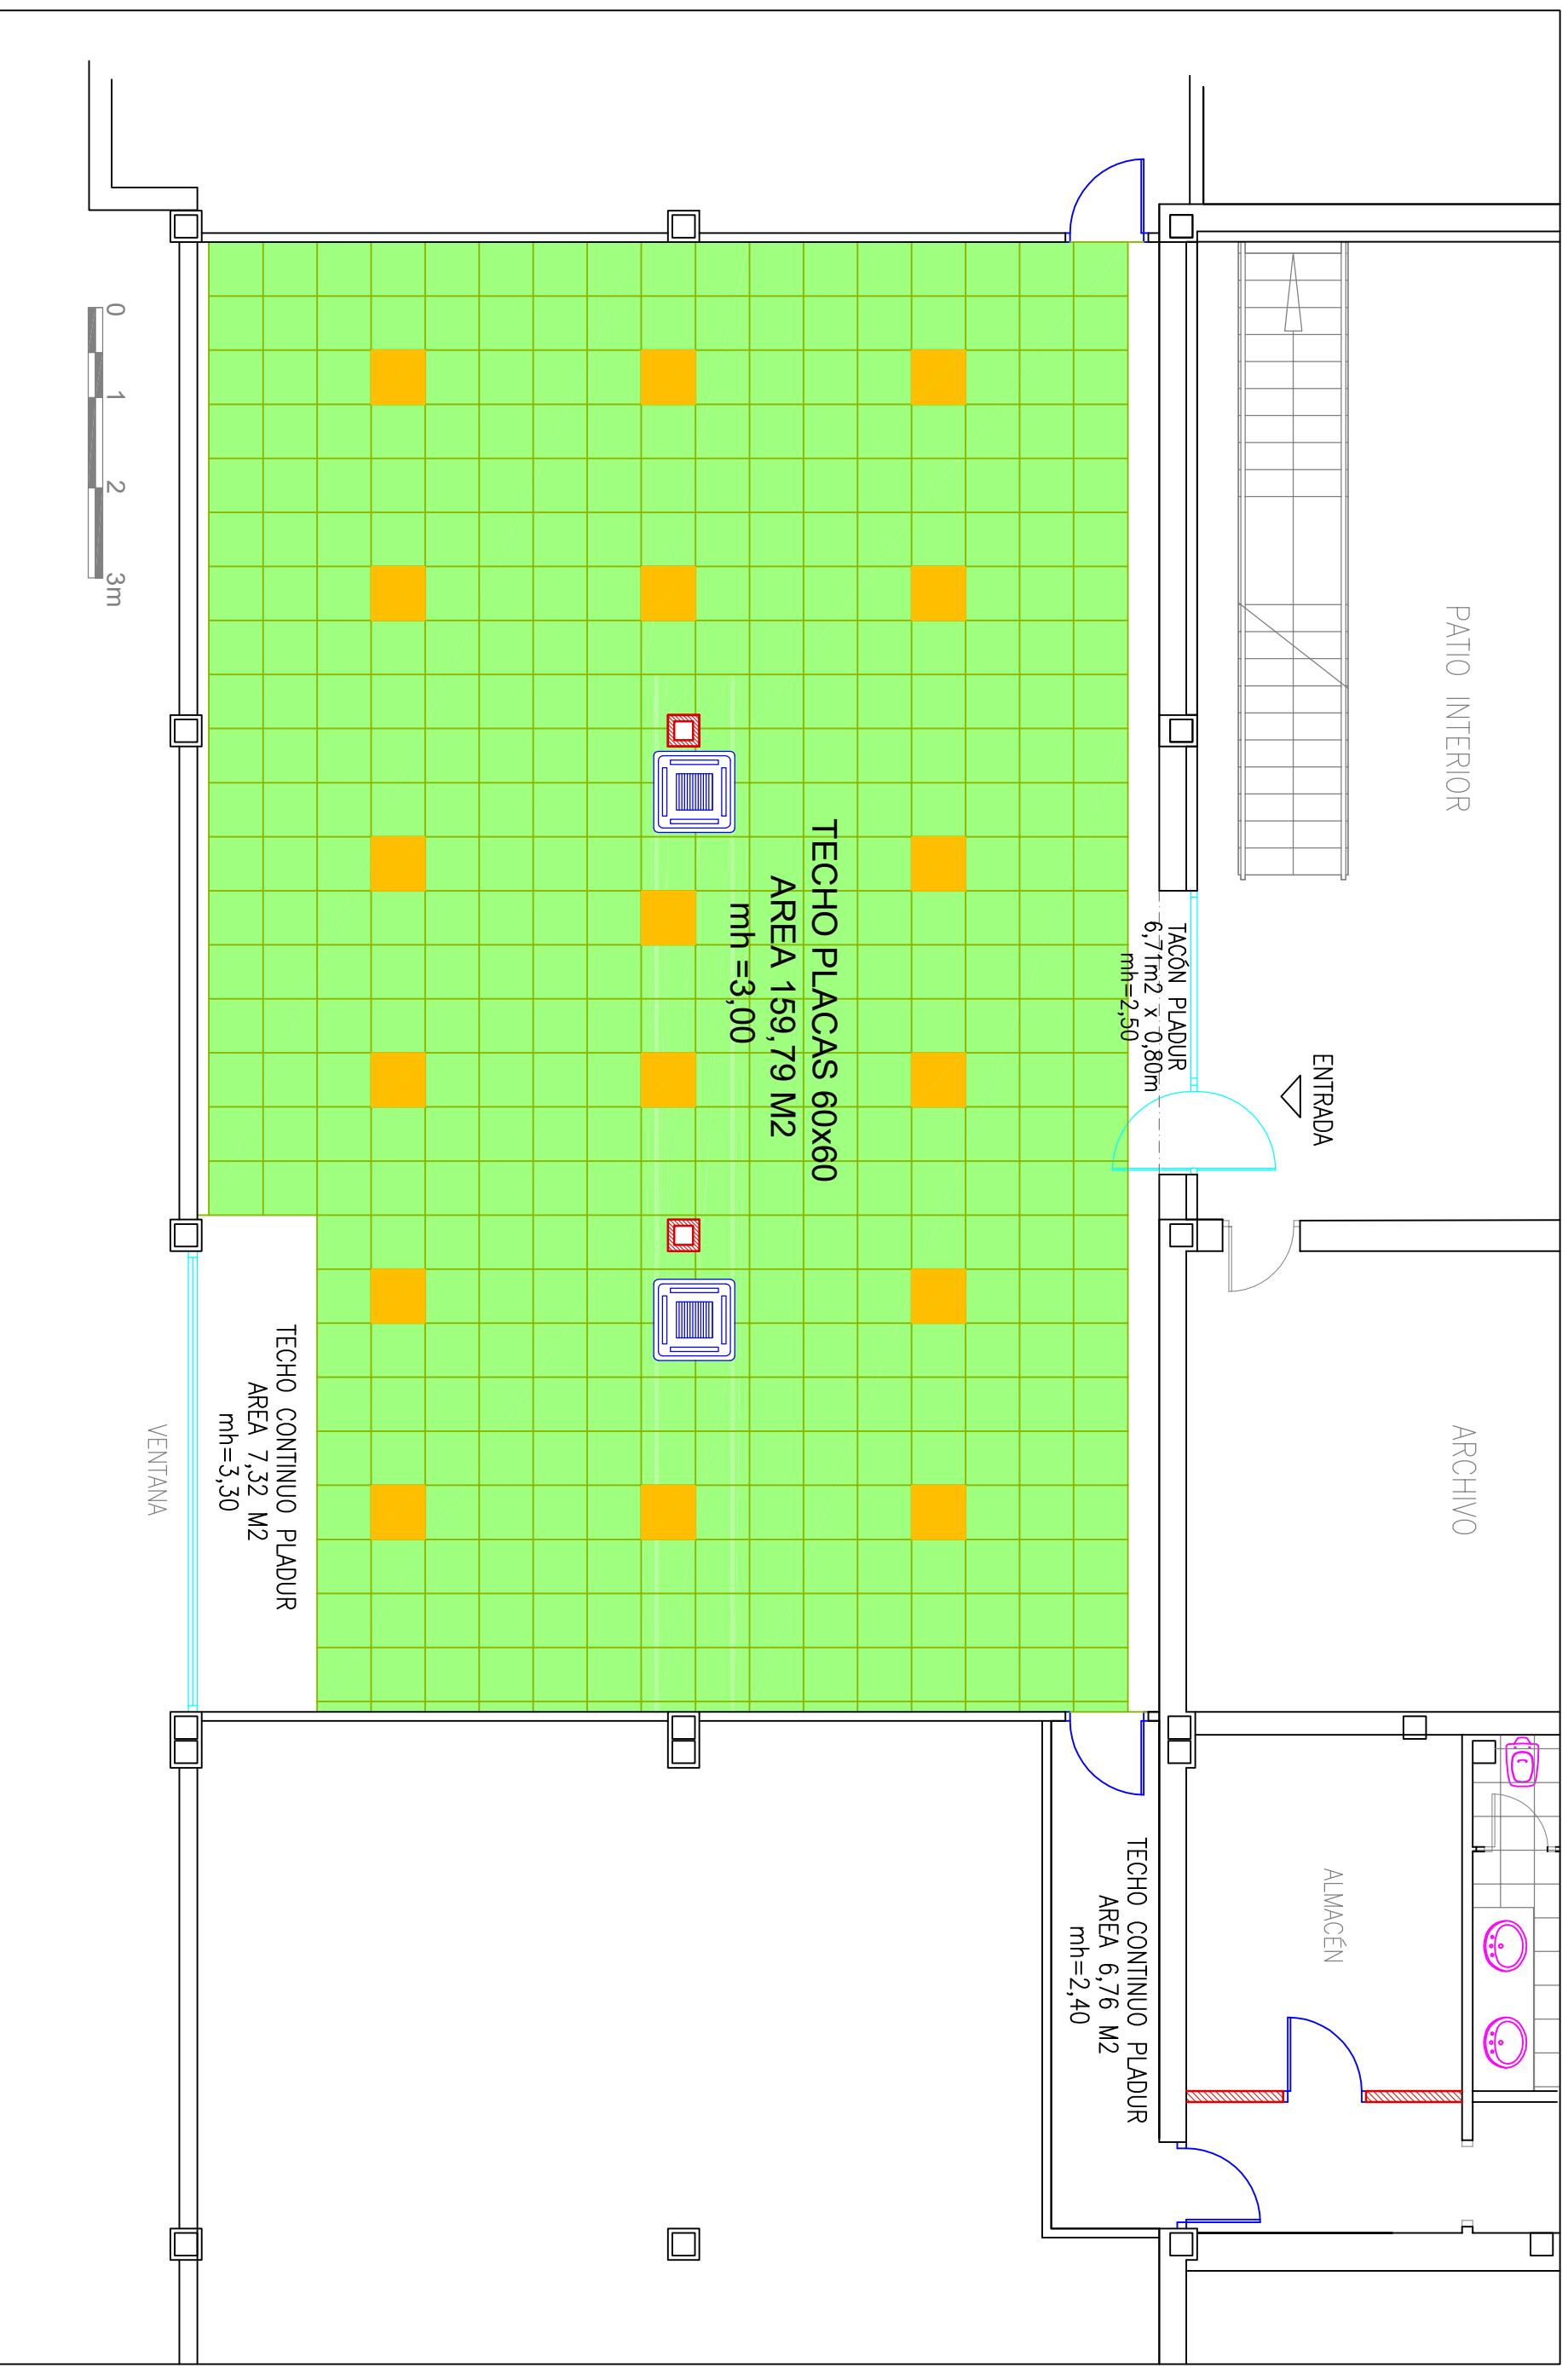 PATIO INTERIOR
ARCHIVO
ENTRADA
ALMACÉN
TACÓN PLADUR
6,71m2 x 0,80m
mh=2,50
TECHO CONTINUO PLADUR
AREA 6,76 M2
mh=2,40
TECHO PLACAS 60x60
AREA 159,79 M2
mh =3,00
TECHO CONTINUO PLADUR
AREA 7,32 M2
mh=3,30
VENTANA
0 1 2 3m